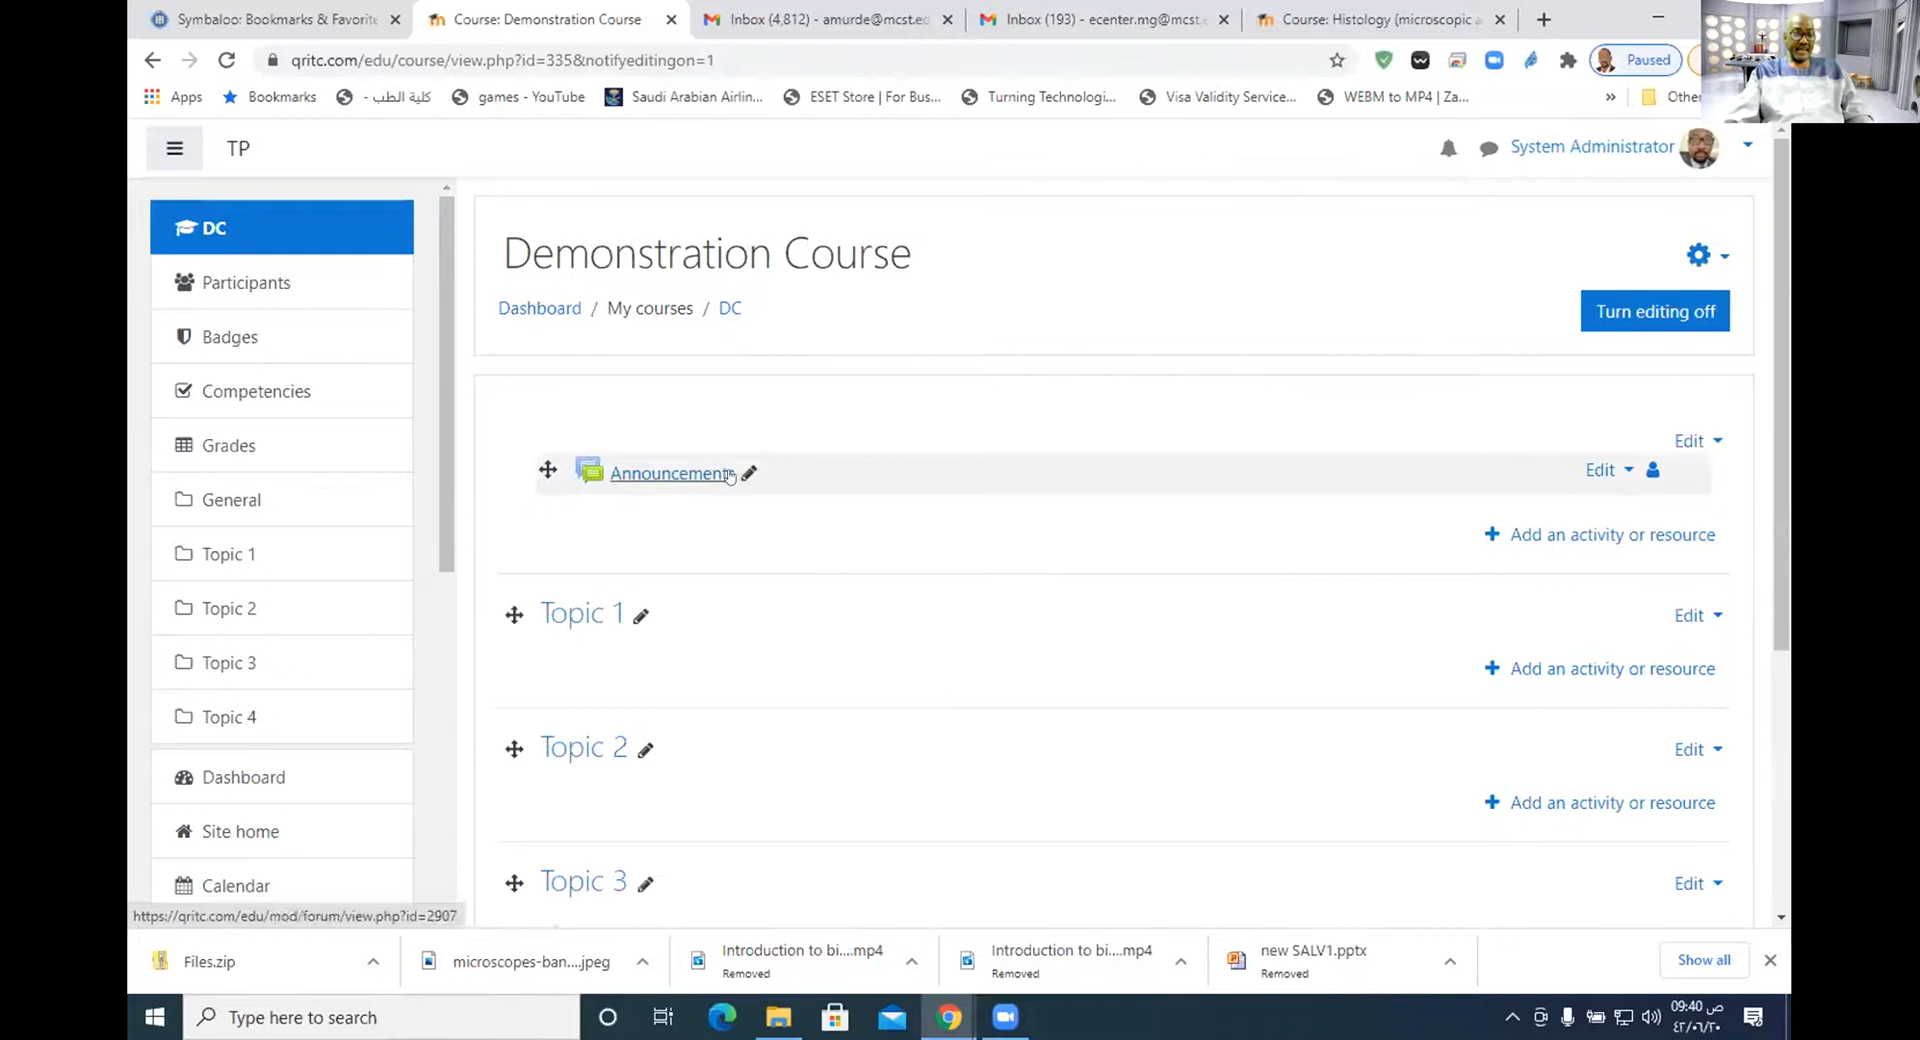 Symbaloo: Bookmarks & Favorite
Course: Demonstration Course
Inbox (4,812) - amurde@mcst.ed
Inbox (193) - ecenter.mg@mcst.e
Course: Histology (microscopic a
qritc.com/edu/course/view.php?id=335&notifyeditingon=1
Paused
Apps
Bookmarks
كلية الطب -
games - YouTube
Saudi Arabian Airlin...
ESET Store | For Bus...
Turning Technologi...
Visa Validity Service...
WEBM to MP4 | Za...
»
Other
TP
System Administrator
DC
Participants
Badges
Competencies
Grades
General
Topic 1
Topic 2
Topic 3
Topic 4
Dashboard
Site home
Calendar
Demonstration Course
Dashboard / My courses / DC
Turn editing off
Edit
Announcements
Edit
Add an activity or resource
Topic 1
Edit
Add an activity or resource
Topic 2
Edit
Add an activity or resource
Topic 3
Edit
https://qritc.com/edu/mod/forum/view.php?id=2907
Files.zip
microscopes-ban....jpeg
Introduction to bi....mp4
Removed
Introduction to bi....mp4
Removed
new SALV1.pptx
Removed
Show all
Type here to search
09:40 ص
٤٢/٠٦/٢٠